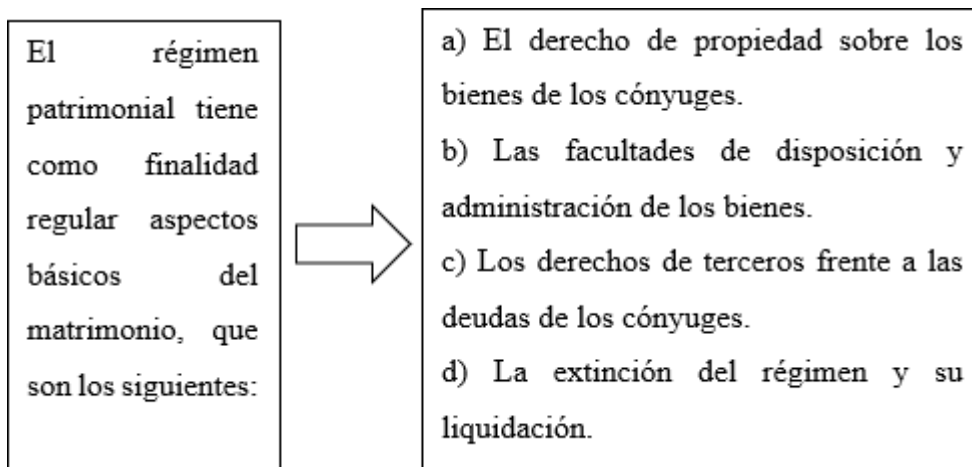 El régimen
patrimonial tiene
como finalidad
regular aspectos
básicos del
matrimonio, que
son los siguientes:
a) El derecho de propiedad sobre los
bienes de los cónyuges.
b) Las facultades de disposición y
administración de los bienes.
c) Los derechos de terceros frente a las
deudas de los cónyuges.
d) La extinción del régimen y su
liquidación.